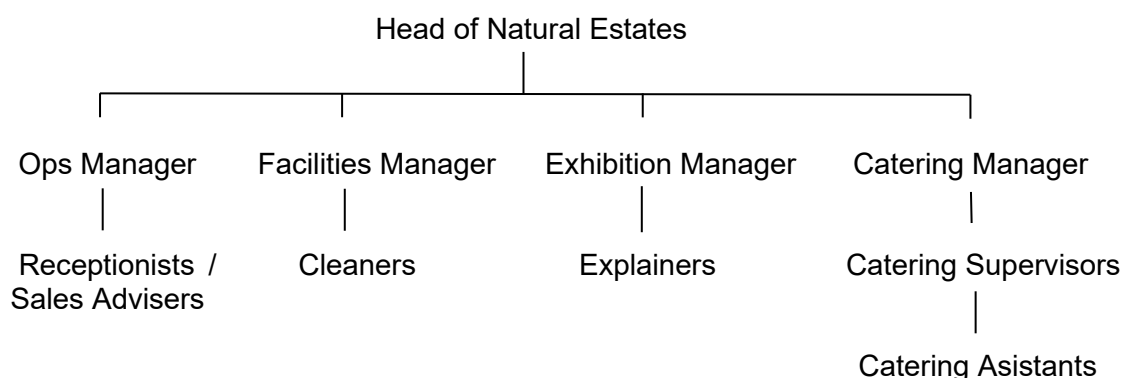 Head of Natural Estates
Ops Manager
Facilities Manager
Exhibition Manager
Catering Manager
Receptionists /
Sales Advisers
Cleaners
Explainers
Catering Supervisors
Catering Asistants